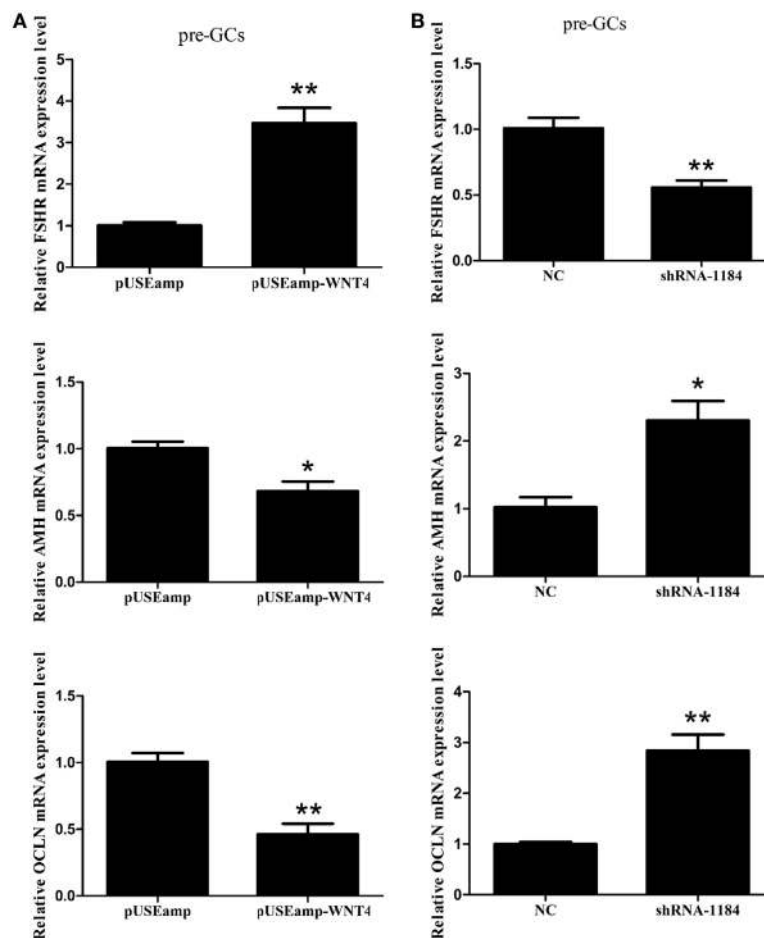 A
pre-GCs
Relative FSHR mRNA expression level
5
4
3
2
1
0
**
pUSEamp
pUSEamp-WNT4
Relative AMH mRNA expression level
1.5
1.0
0.5
0.0
*
pUSEamp
pUSEamp-WNT4
Relative OCLN mRNA expression level
1.5
1.0
0.5
0.0
**
pUSEamp
pUSEamp-WNT4
B
pre-GCs
Relative FSHR mRNA expression level
1.5
1.0
0.5
0.0
**
NC
shRNA-1184
Relative AMH mRNA expression level
3
2
1
0
*
NC
shRNA-1184
Relative OCLN mRNA expression level
4
3
2
1
0
**
NC
shRNA-1184